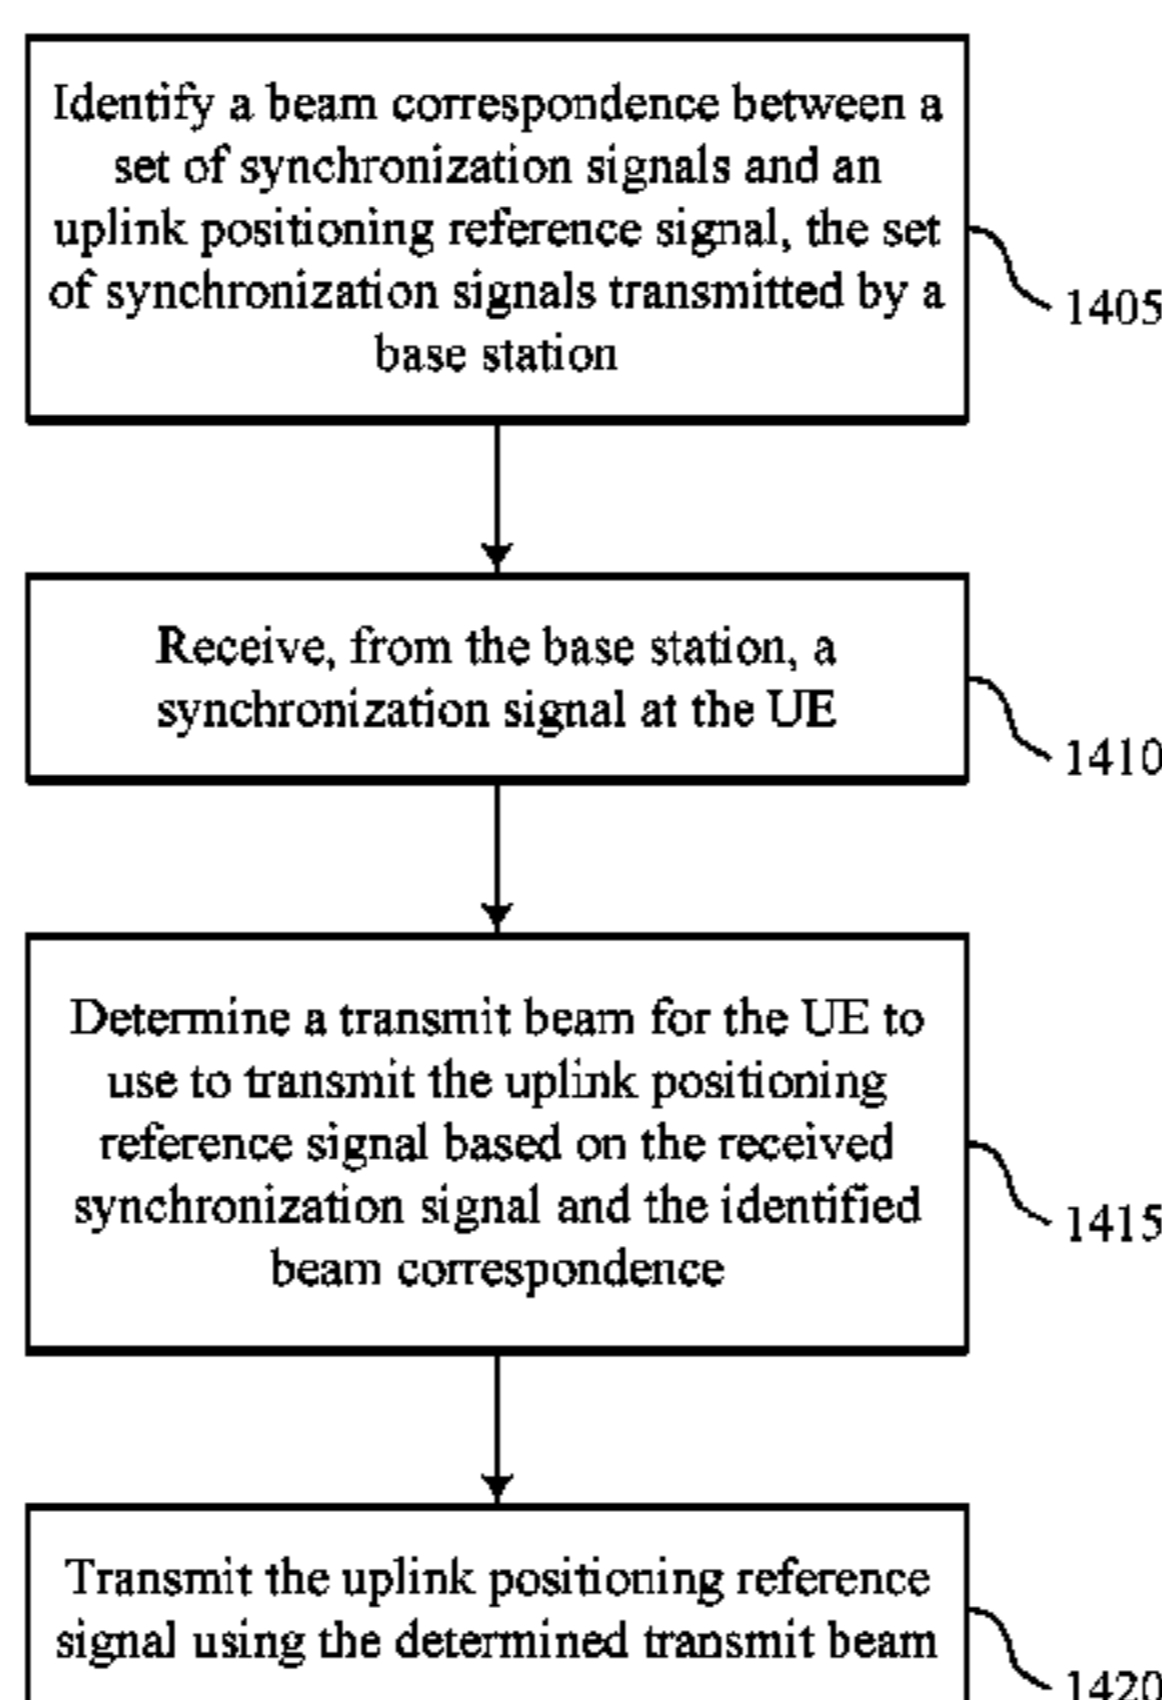 Identify a beam correspondence between a
set of synchronization signals and an
uplink positioning reference signal, the set
of synchronization signals transmitted by a
base station
1405
Receive, from the base station, a
synchronization signal at the UE
1410
Determine a transmit beam for the UE to
use to transmit the uplink positioning
reference signal based on the received
synchronization signal and the identified
beam correspondence
1415
Transmit the uplink positioning reference
signal using the determined transmit beam
1420